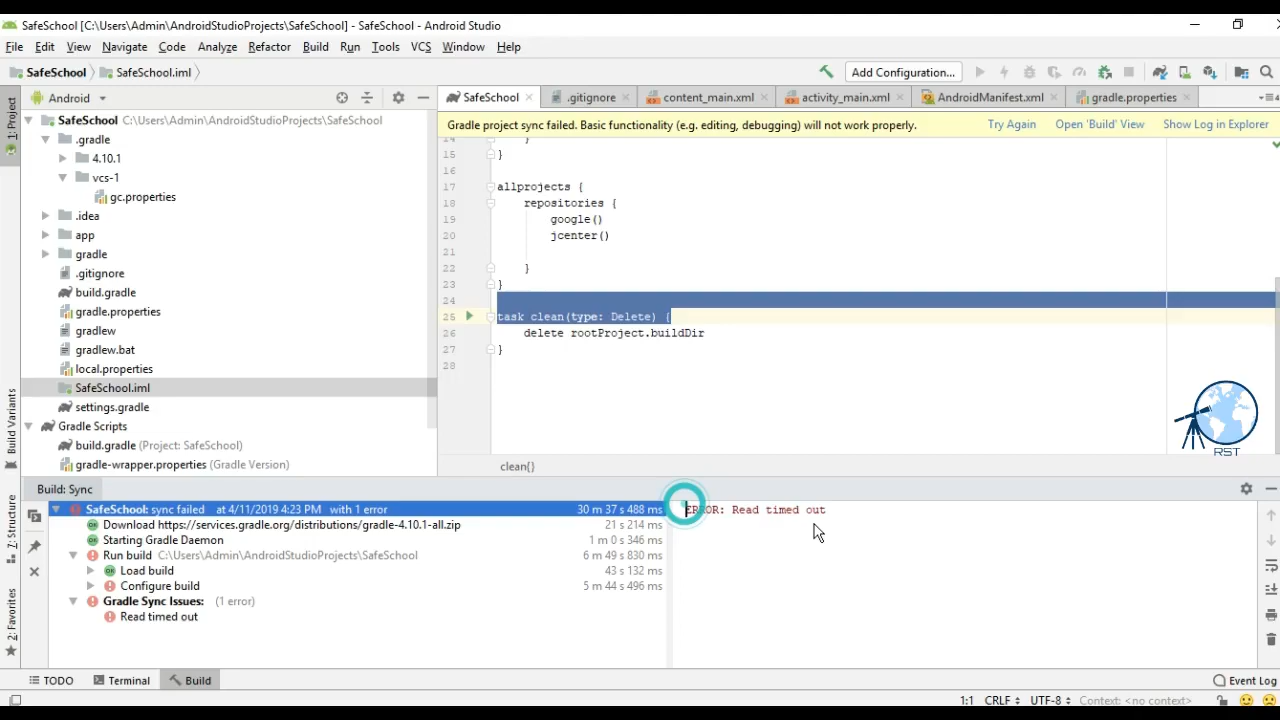 SafeSchool [C:\Users\Admin\AndroidStudioProjects\SafeSchool] - SafeSchool - Android Studio
File Edit View Navigate Code Analyze Refactor Build Run Tools VCS Window Help
SafeSchool SafeSchool.iml Add Configuration...
1: Project
Android
SafeSchool .gitignore content_main.xml activity_main.xml AndroidManifest.xml gradle.properties
SafeSchool C:\Users\Admin\AndroidStudioProjects\SafeSchool
.gradle
4.10.1
vcs-1
gc.properties
.idea
app
gradle
.gitignore
build.gradle
gradle.properties
gradlew
gradlew.bat
local.properties
SafeSchool.iml
settings.gradle
Gradle Scripts
build.gradle (Project: SafeSchool)
gradle-wrapper.properties (Gradle Version)
Gradle project sync failed. Basic functionality (e.g. editing, debugging) will not work properly. Try Again Open 'Build' View Show Log in Explorer
14 }
15 }
16
17 allprojects {
18 repositories {
19 google()
20 jcenter()
21
22 }
23 }
24
25 task clean(type: Delete) {
26 delete rootProject.buildDir
27 }
28
RST
clean{}
Build Variants
Z: Structure
2: Favorites
Build: Sync
SafeSchool: sync failed at 4/11/2019 4:23 PM with 1 error 30 m 37 s 488 ms
Download https://services.gradle.org/distributions/gradle-4.10.1-all.zip 21 s 214 ms
Starting Gradle Daemon 1 m 0 s 346 ms
Run build C:\Users\Admin\AndroidStudioProjects\SafeSchool 6 m 49 s 830 ms
Load build 43 s 132 ms
Configure build 5 m 44 s 496 ms
Gradle Sync Issues: (1 error)
Read timed out
ERROR: Read timed out
TODO Terminal Build Event Log
1:1 CRLF UTF-8 Context: <no context>